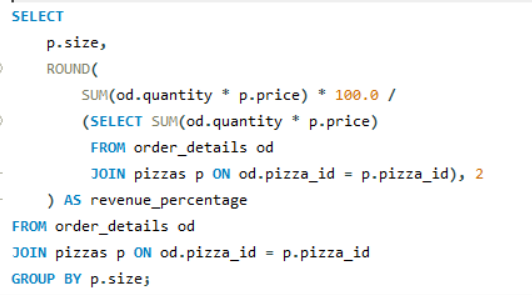 SELECT
p.size,
ROUND(
SUM(od.quantity * p.price) * 100.0 /
(SELECT SUM(od.quantity * p.price)
FROM order_details od
JOIN pizzas p ON od.pizza_id = p.pizza_id), 2
) AS revenue_percentage
FROM order_details od
JOIN pizzas p ON od.pizza_id = p.pizza_id
GROUP BY p.size;